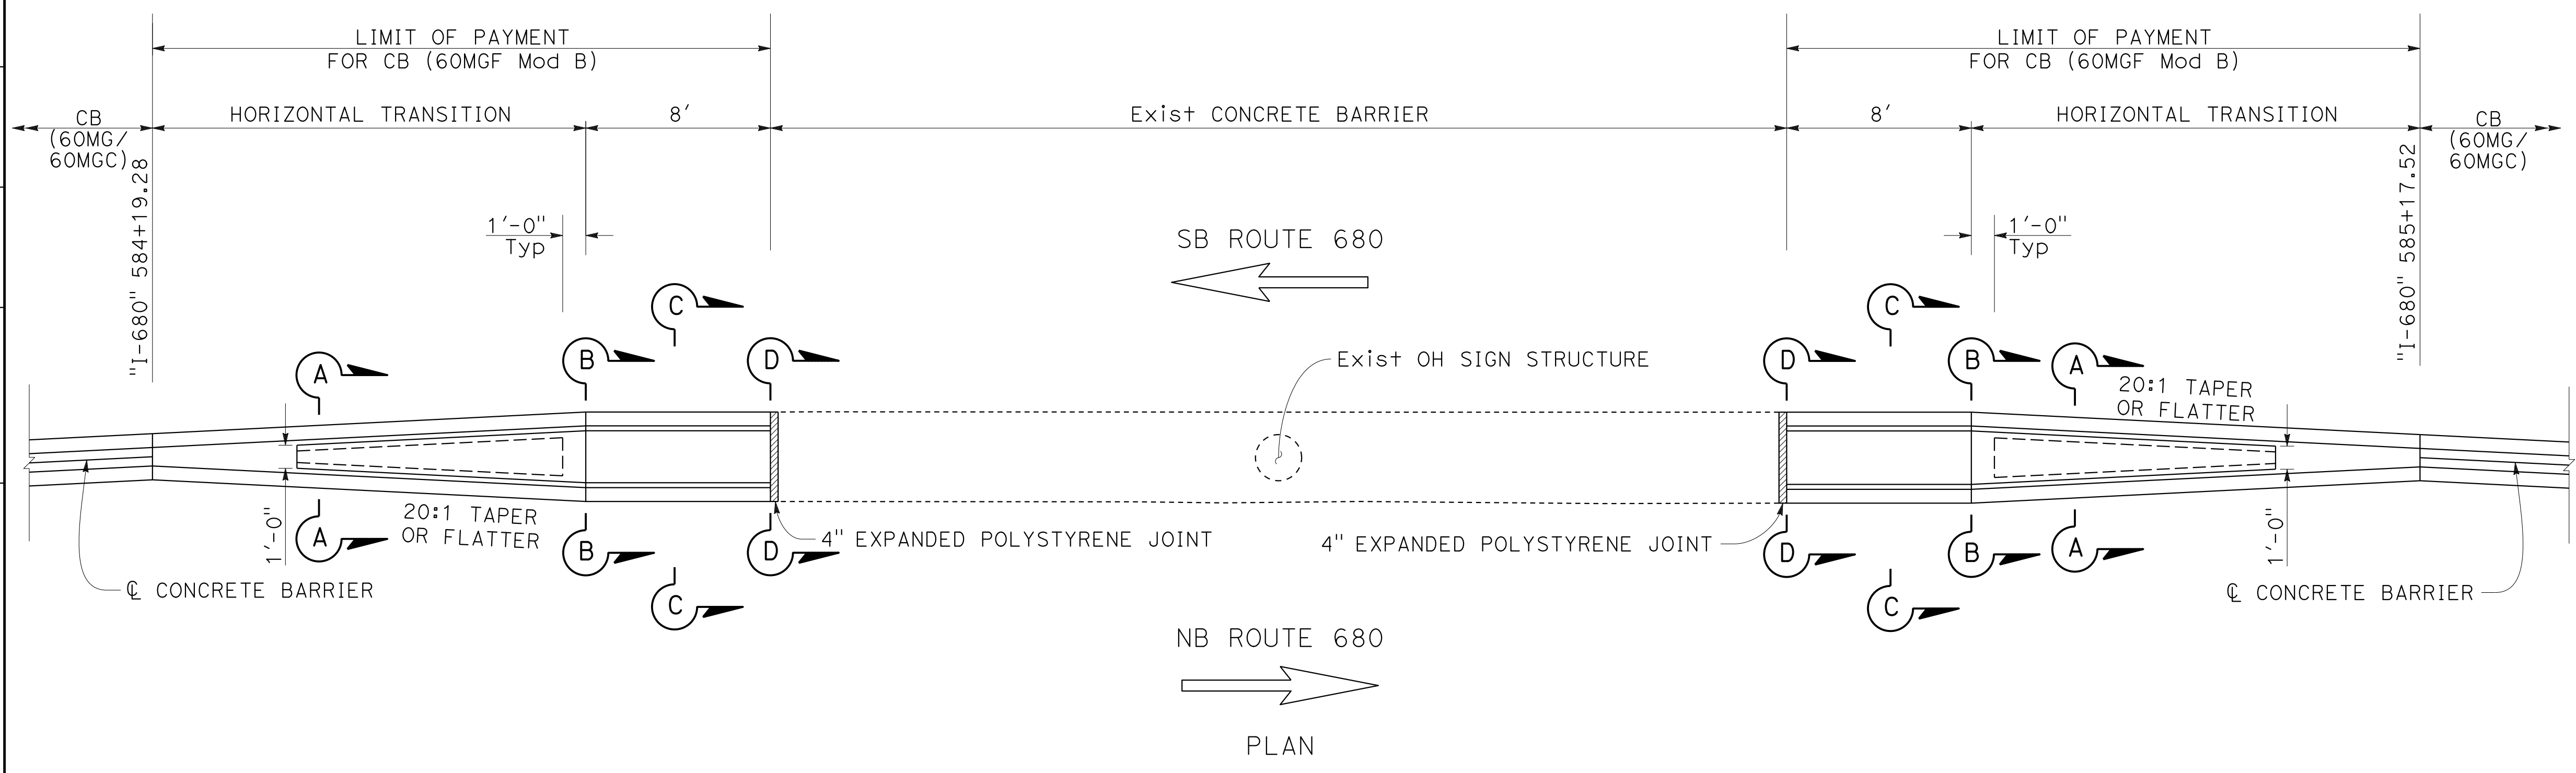 LIMIT OF PAYMENT
FOR CB (60MGF Mod B)
LIMIT OF PAYMENT
FOR CB (60MGF Mod B)
CB
(60MG/
60MGC)
HORIZONTAL TRANSITION
8'
Exist CONCRETE BARRIER
8'
HORIZONTAL TRANSITION
CB
(60MG/
60MGC)
"I-680" 584+19.28
"I-680" 585+17.52
1'-0"
Typ
1'-0"
Typ
SB ROUTE 680
C
C
A
B
D
D
B
A
Exist OH SIGN STRUCTURE
20:1 TAPER
OR FLATTER
20:1 TAPER
OR FLATTER
1'-0"
1'-0"
A
B
D
D
B
A
4" EXPANDED POLYSTYRENE JOINT
4" EXPANDED POLYSTYRENE JOINT
℄ CONCRETE BARRIER
℄ CONCRETE BARRIER
C
C
NB ROUTE 680
PLAN